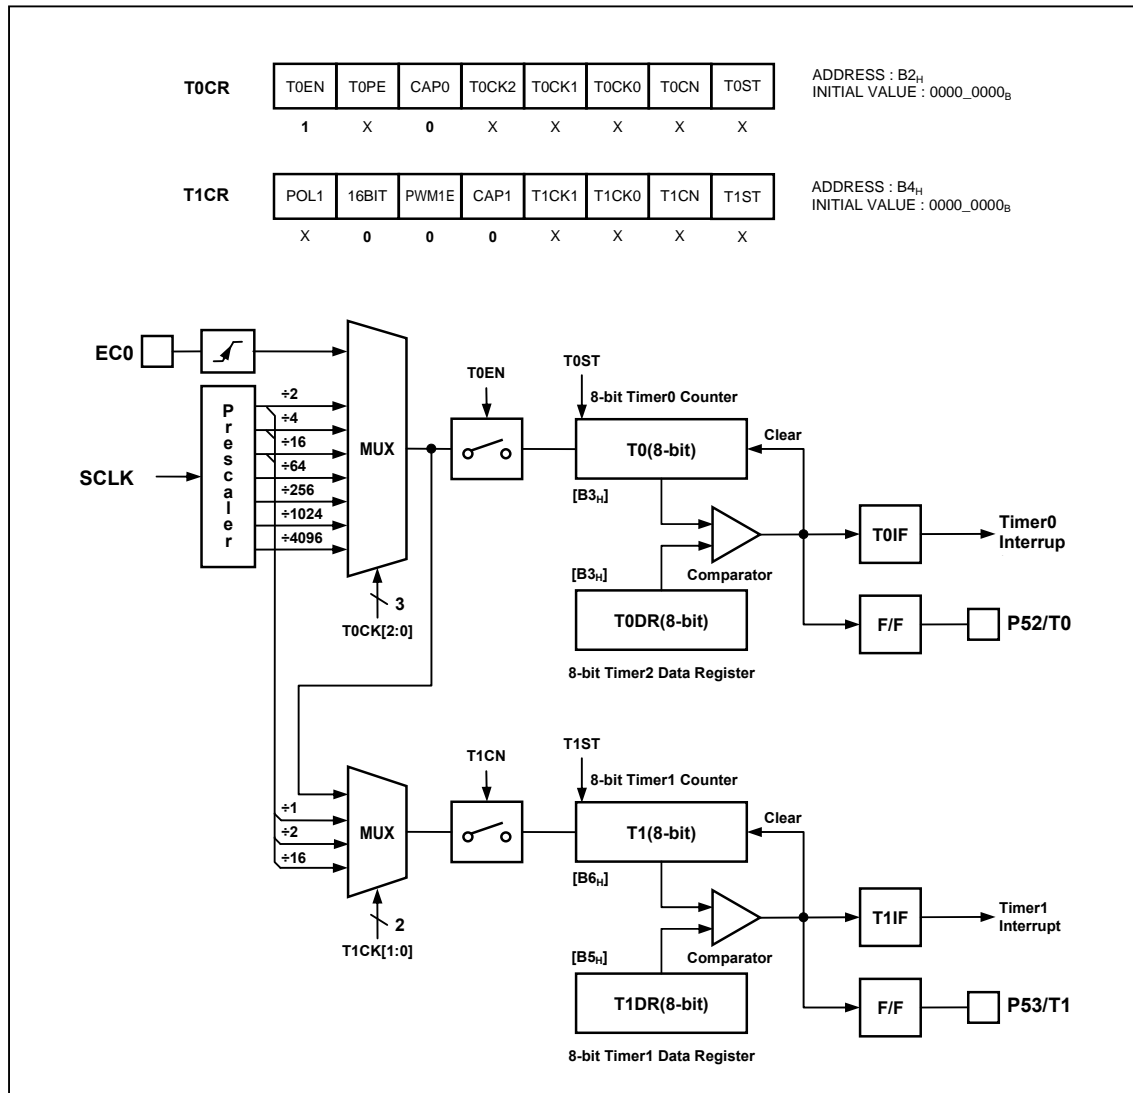 T0CR T0EN T0PE CAP0 T0CK2 T0CK1 T0CK0 T0CN T0ST ADDRESS : B2H
INITIAL VALUE : 0000_0000B
1 X 0 X X X X X
T1CR POL1 16BIT PWM1E CAP1 T1CK1 T1CK0 T1CN T1ST ADDRESS : B4H
INITIAL VALUE : 0000_0000B
X 0 0 0 X X X X
EC0
SCLK
Prescaler
÷2
÷4
÷16
÷64
÷256
÷1024
÷4096
MUX
3
T0CK[2:0]
T0EN
T0ST
8-bit Timer0 Counter
T0(8-bit)
Clear
[B3H]
Comparator
[B3H]
T0DR(8-bit)
8-bit Timer2 Data Register
T0IF
Timer0
Interrup
F/F
P52/T0
÷1
÷2
÷16
MUX
2
T1CK[1:0]
T1CN
T1ST
8-bit Timer1 Counter
T1(8-bit)
Clear
[B6H]
Comparator
[B5H]
T1DR(8-bit)
8-bit Timer1 Data Register
T1IF
Timer1
Interrupt
F/F
P53/T1